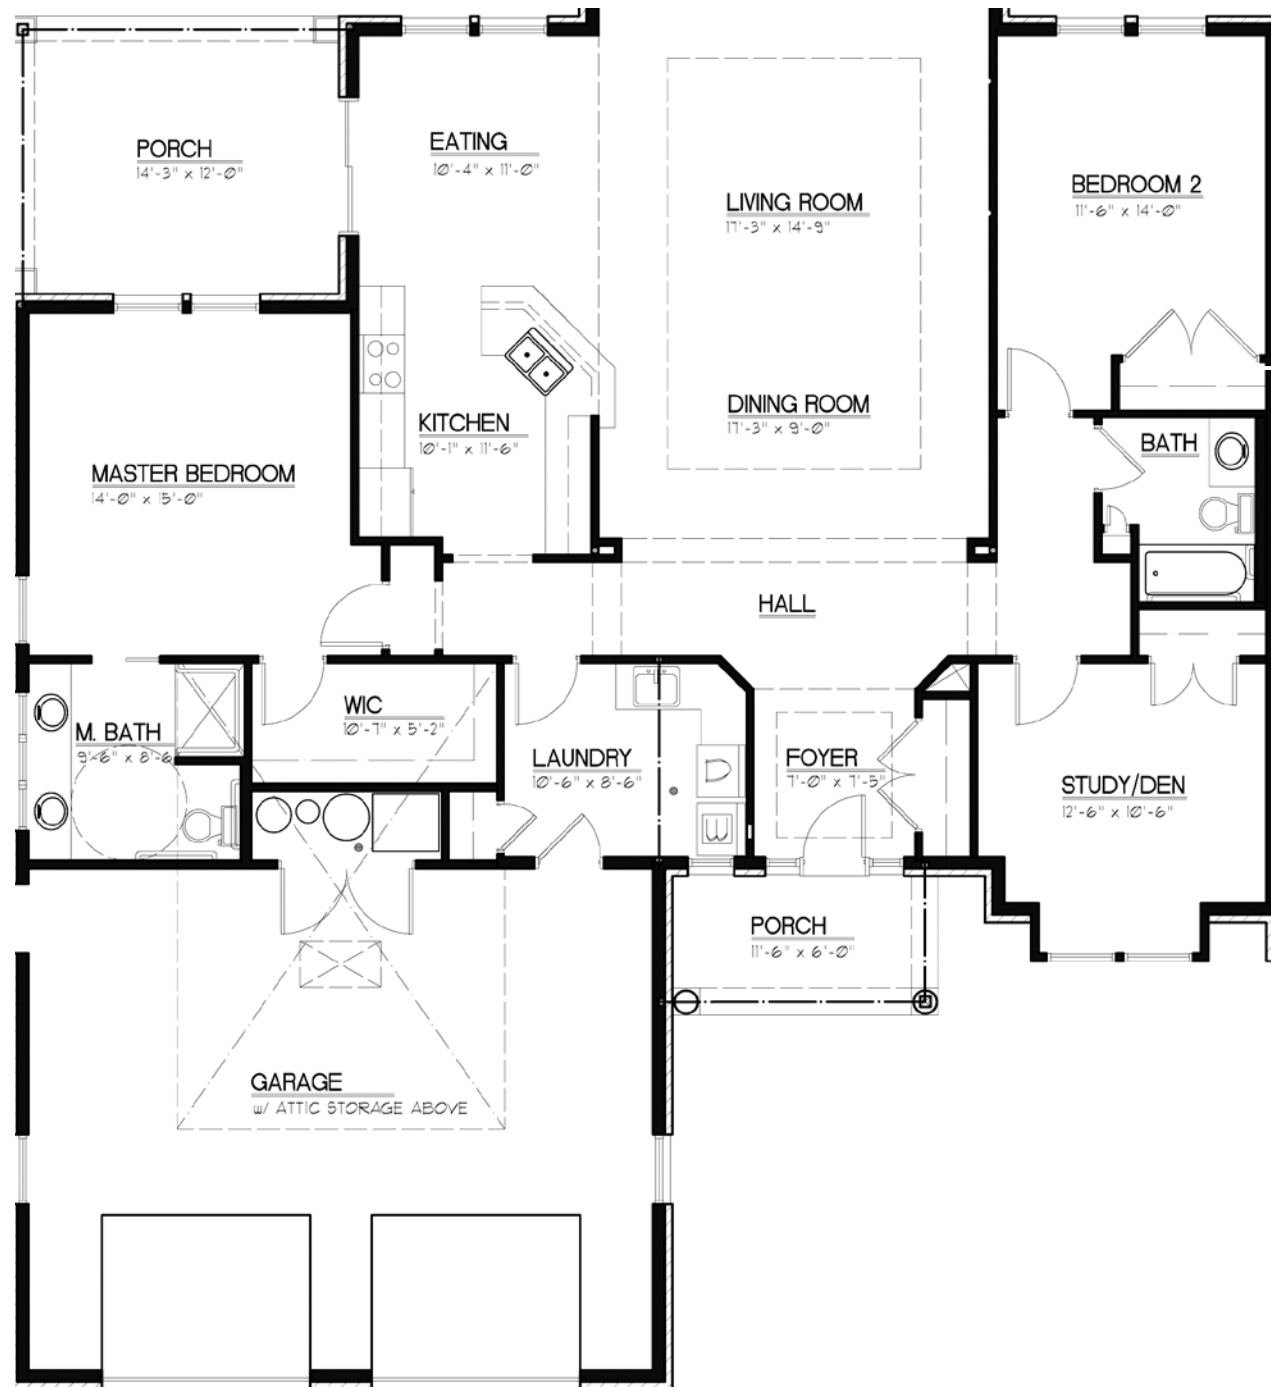 PORCH
14'-3" x 12'-0"
EATING
10'-4" x 11'-0"
LIVING ROOM
17'-3" x 14'-9"
BEDROOM 2
11'-6" x 14'-0"
DINING ROOM
17'-3" x 9'-0"
KITCHEN
10'-1" x 11'-6"
BATH
MASTER BEDROOM
14'-0" x 15'-0"
HALL
WIC
10'-7" x 5'-2"
M. BATH
9'-6" x 8'-6
LAUNDRY
10'-6" x 8'-6"
FOYER
7'-0" x 7'-5"
STUDY/DEN
12'-6" x 10'-6"
D
W
PORCH
11'-6" x 6'-0"
GARAGE
w/ ATTIC STORAGE ABOVE